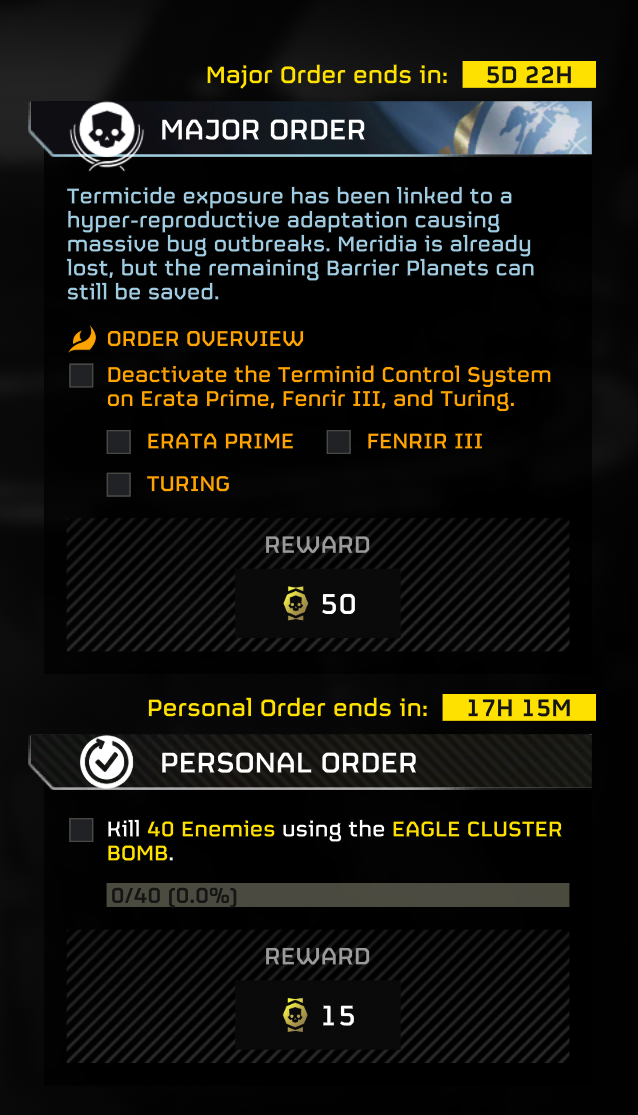 Major Order ends in: 5D 22H
MAJOR ORDER
Termicide exposure has been linked to a
hyper-reproductive adaptation causing
massive bug outbreaks. Meridia is already
lost, but the remaining Barrier Planets can
still be saved.
ORDER OVERVIEW
Deactivate the Terminid Control System
on Erata Prime, Fenrir III, and Turing.
ERATA PRIME FENRIR III
TURING
REWARD
50
Personal Order ends in: 17H 15M
PERSONAL ORDER
Kill 40 Enemies using the EAGLE CLUSTER
BOMB.
0/40 (0.0%)
REWARD
15